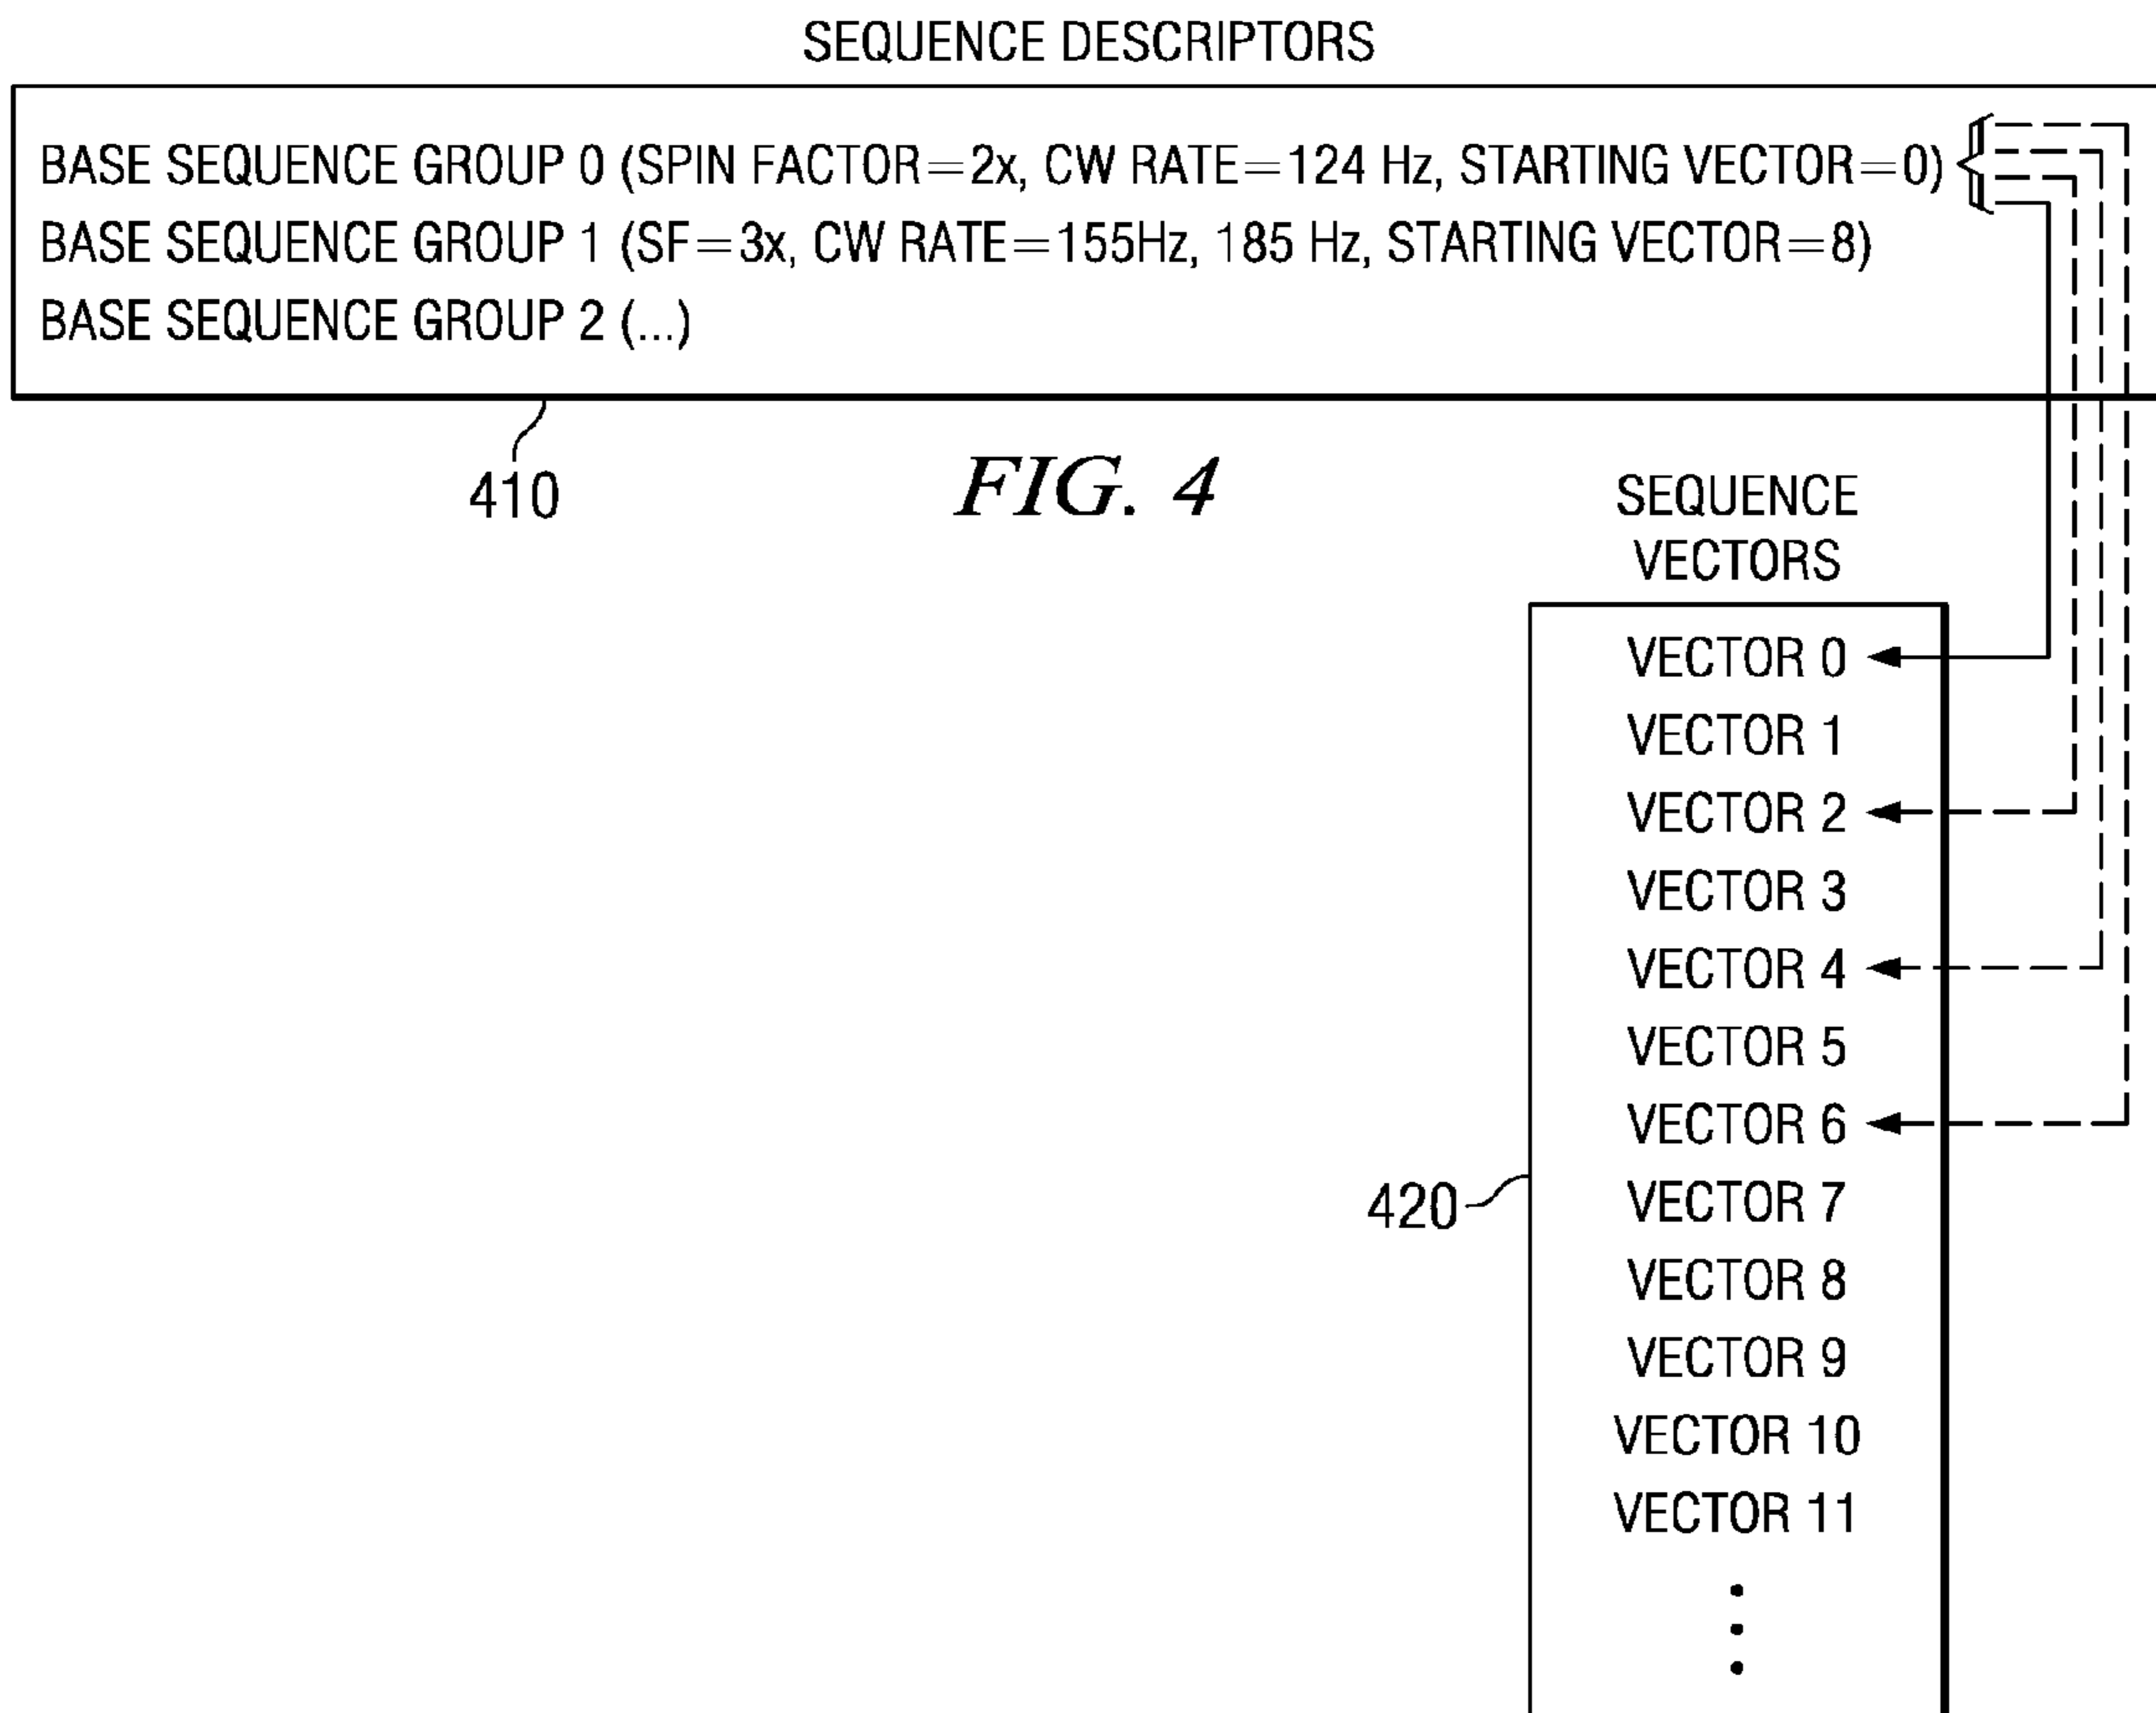 SEQUENCE DESCRIPTORS
BASE SEQUENCE GROUP 0 (SPIN FACTOR=2x, CW RATE=124 Hz, STARTING VECTOR=0)
BASE SEQUENCE GROUP 1 (SF=3x, CW RATE=155Hz, 185 Hz, STARTING VECTOR=8)
BASE SEQUENCE GROUP 2 (...)
410
FIG. 4
SEQUENCE
VECTORS
VECTOR 0
VECTOR 1
VECTOR 2
VECTOR 3
VECTOR 4
VECTOR 5
VECTOR 6
420
VECTOR 7
VECTOR 8
VECTOR 9
VECTOR 10
VECTOR 11